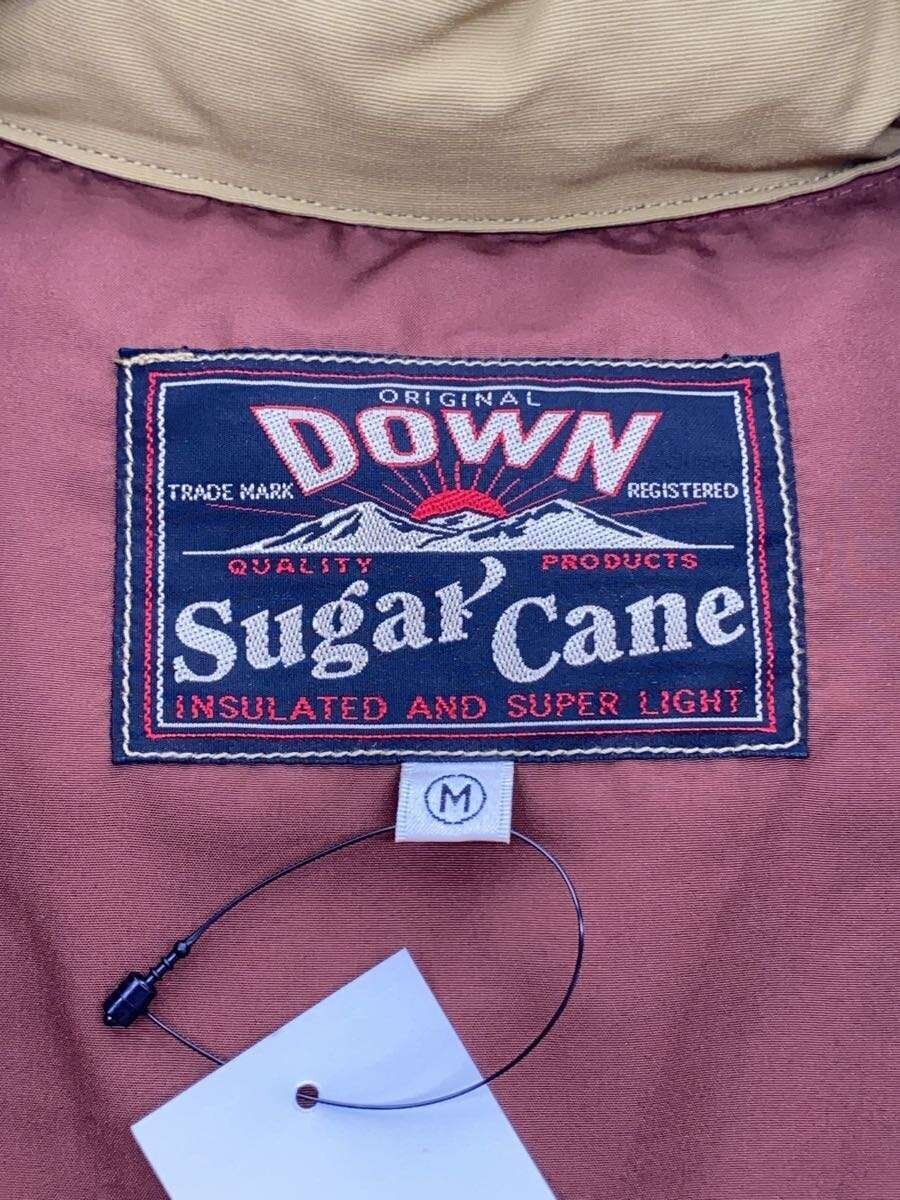 ORIGINAL
DOWN
TRADE MARK REGISTERED
QUALITY PRODUCTS
Sugar Cane
INSULATED AND SUPER LIGHT
M